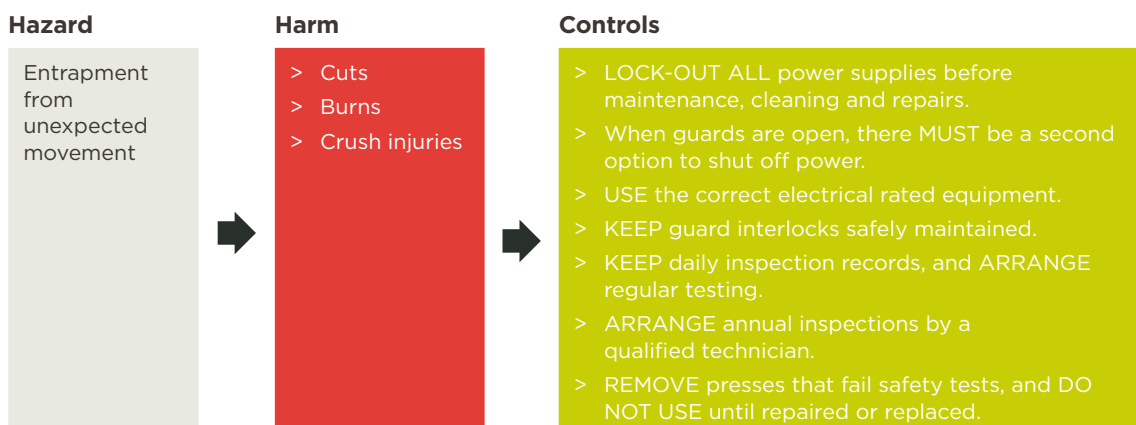 Hazard
Harm
Controls
Entrapment
from
unexpected
movement
> Cuts
> Burns
> Crush injuries
> LOCK-OUT ALL power supplies before
maintenance, cleaning and repairs.
> When guards are open, there MUST be a second
option to shut off power.
> USE the correct electrical rated equipment.
> KEEP guard interlocks safely maintained.
> KEEP daily inspection records, and ARRANGE
regular testing.
> ARRANGE annual inspections by a
qualified technician.
> REMOVE presses that fail safety tests, and DO
NOT USE until repaired or replaced.